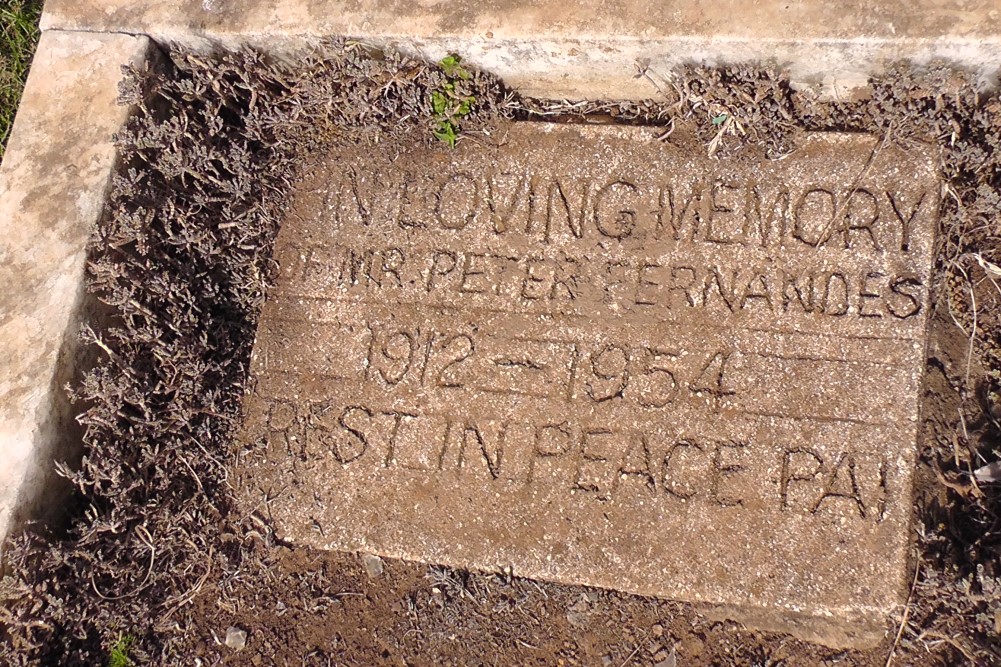 IN LOVING MEMORY
OF MR. PETER FERNANDES
1912 - 1954
REST IN PEACE PAI